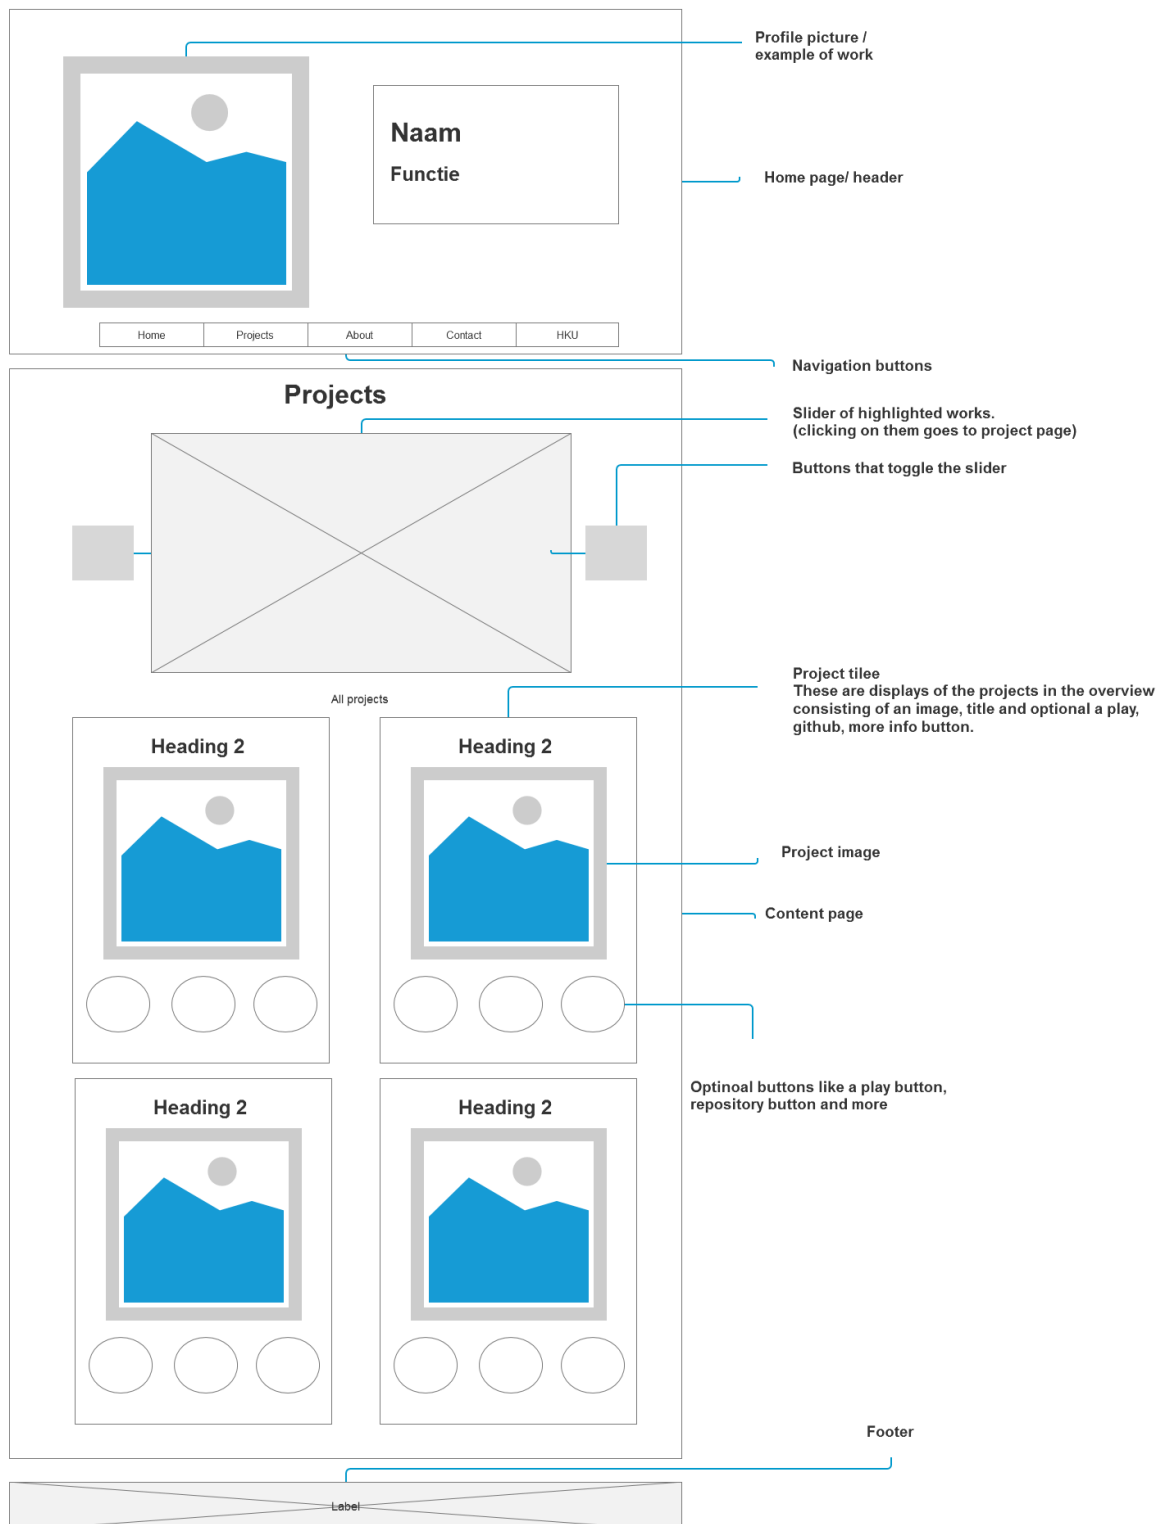 Profile picture /
example of work
Naam
Functie
Home page/ header
Home
Projects
About
Contact
HKU
Navigation buttons
Projects
Slider of highlighted works.
(clicking on them goes to project page)
Buttons that toggle the slider
Project tilee
These are displays of the projects in the overview
consisting of an image, title and optional a play,
github, more info button.
All projects
Heading 2
Heading 2
Project image
Content page
Optinoal buttons like a play button,
repository button and more
Heading 2
Heading 2
Footer
Label